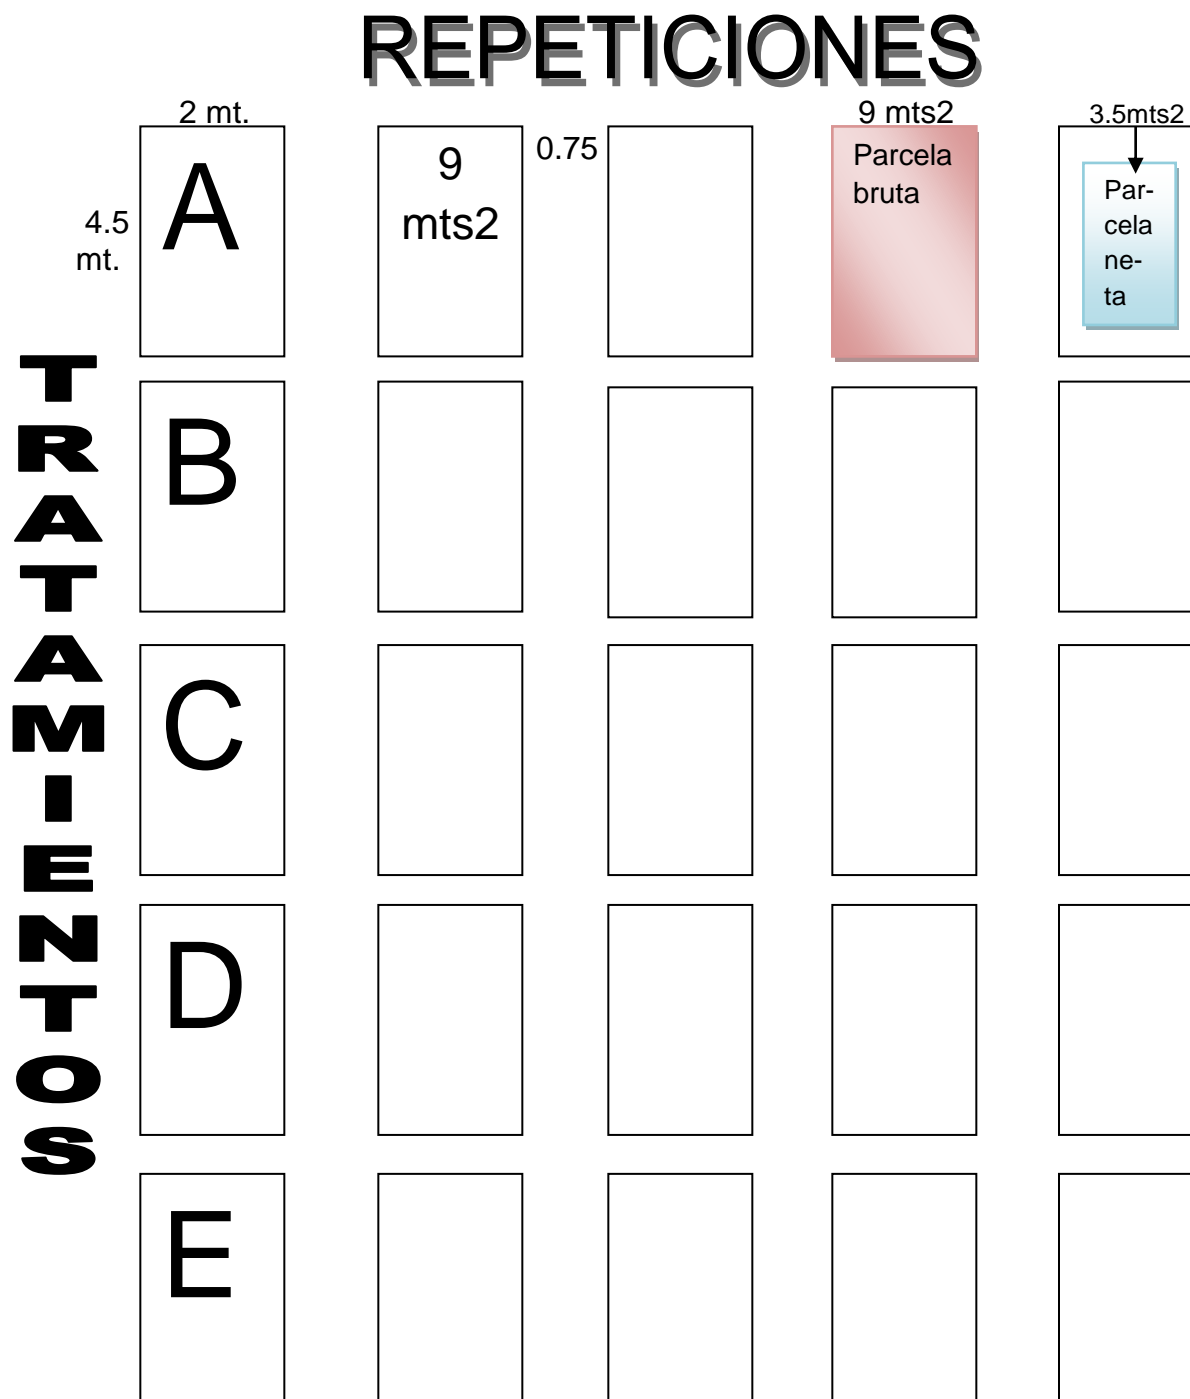 REPETICIONES
2 mt.
9 mts2
3.5mts2
4.5
mt.
A
9
mts2
0.75
Parcela
bruta
Par-
cela
ne-
ta
TRATAMIENTOS
B
C
D
E